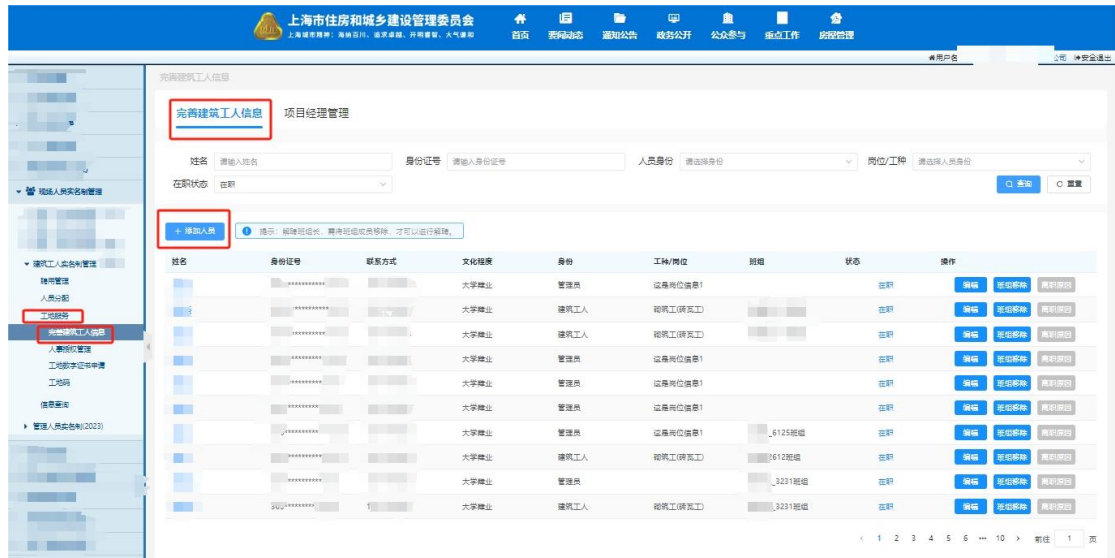 上海市住房和城乡建设管理委员会
上海城市精神：海纳百川、追求卓越、开明睿智、大气谦和
首页 要闻动态 通知公告 政务公开 公众参与 重点工作 房屋管理
用户名 公司 安全退出
现场人员实名制管理
建筑工人实名制管理
聘用管理
人员分配
工地服务
完善建筑工人信息
人事授权管理
工地数字证书申请
工地码
信息查询
管理人员实名制(2023)
完善建筑工人信息
完善建筑工人信息 项目经理管理
姓名 请输入姓名 身份证号 请输入身份证号 人员身份 请选择身份 岗位/工种 请选择人员身份
在职状态 在职 查询 重置
+ 添加人员 提示：解聘班组长，需将班组成员移除，才可以进行解聘。
姓名 身份证号 联系方式 文化程度 身份 工种/岗位 班组 状态 操作
*********** 大学肄业 管理员 这是岗位信息1 在职 编辑 班组移除 离职原因
*********** 大学肄业 建筑工人 砌筑工(砖瓦工) 在职 编辑 班组移除 离职原因
*********** 大学肄业 建筑工人 砌筑工(砖瓦工) 在职 编辑 班组移除 离职原因
*********** 大学肄业 管理员 这是岗位信息1 在职 编辑 班组移除 离职原因
*********** 大学肄业 管理员 这是岗位信息1 在职 编辑 班组移除 离职原因
*********** 大学肄业 管理员 这是岗位信息1 在职 编辑 班组移除 离职原因
*********** 大学肄业 管理员 这是岗位信息1 _6125班组 在职 编辑 班组移除 离职原因
*********** 大学肄业 建筑工人 砌筑工(砖瓦工) 2612班组 在职 编辑 班组移除 离职原因
*********** 大学肄业 管理员 _3231班组 在职 编辑 班组移除 离职原因
*********** 大学肄业 建筑工人 砌筑工(砖瓦工) _3231班组 在职 编辑 班组移除 离职原因
< 1 2 3 4 5 6 ··· 10 > 前往 1 页